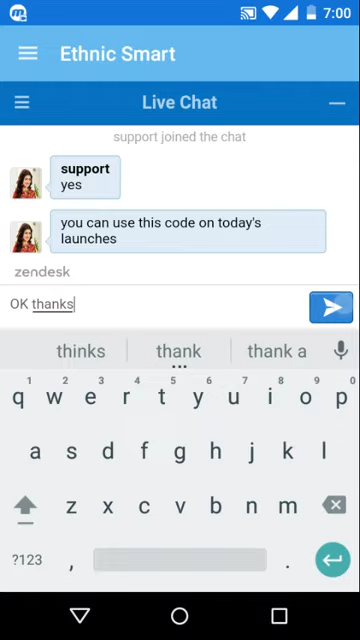 7:00
Ethnic Smart
Live Chat
support joined the chat
support
yes
you can use this code on today's
launches
zendesk
OK thanks
thinks thank thank a
1 2 3 4 5 6 7 8 9 0
q w e r t y u i o p
a s d f g h j k l
z x c v b n m
?123 , .